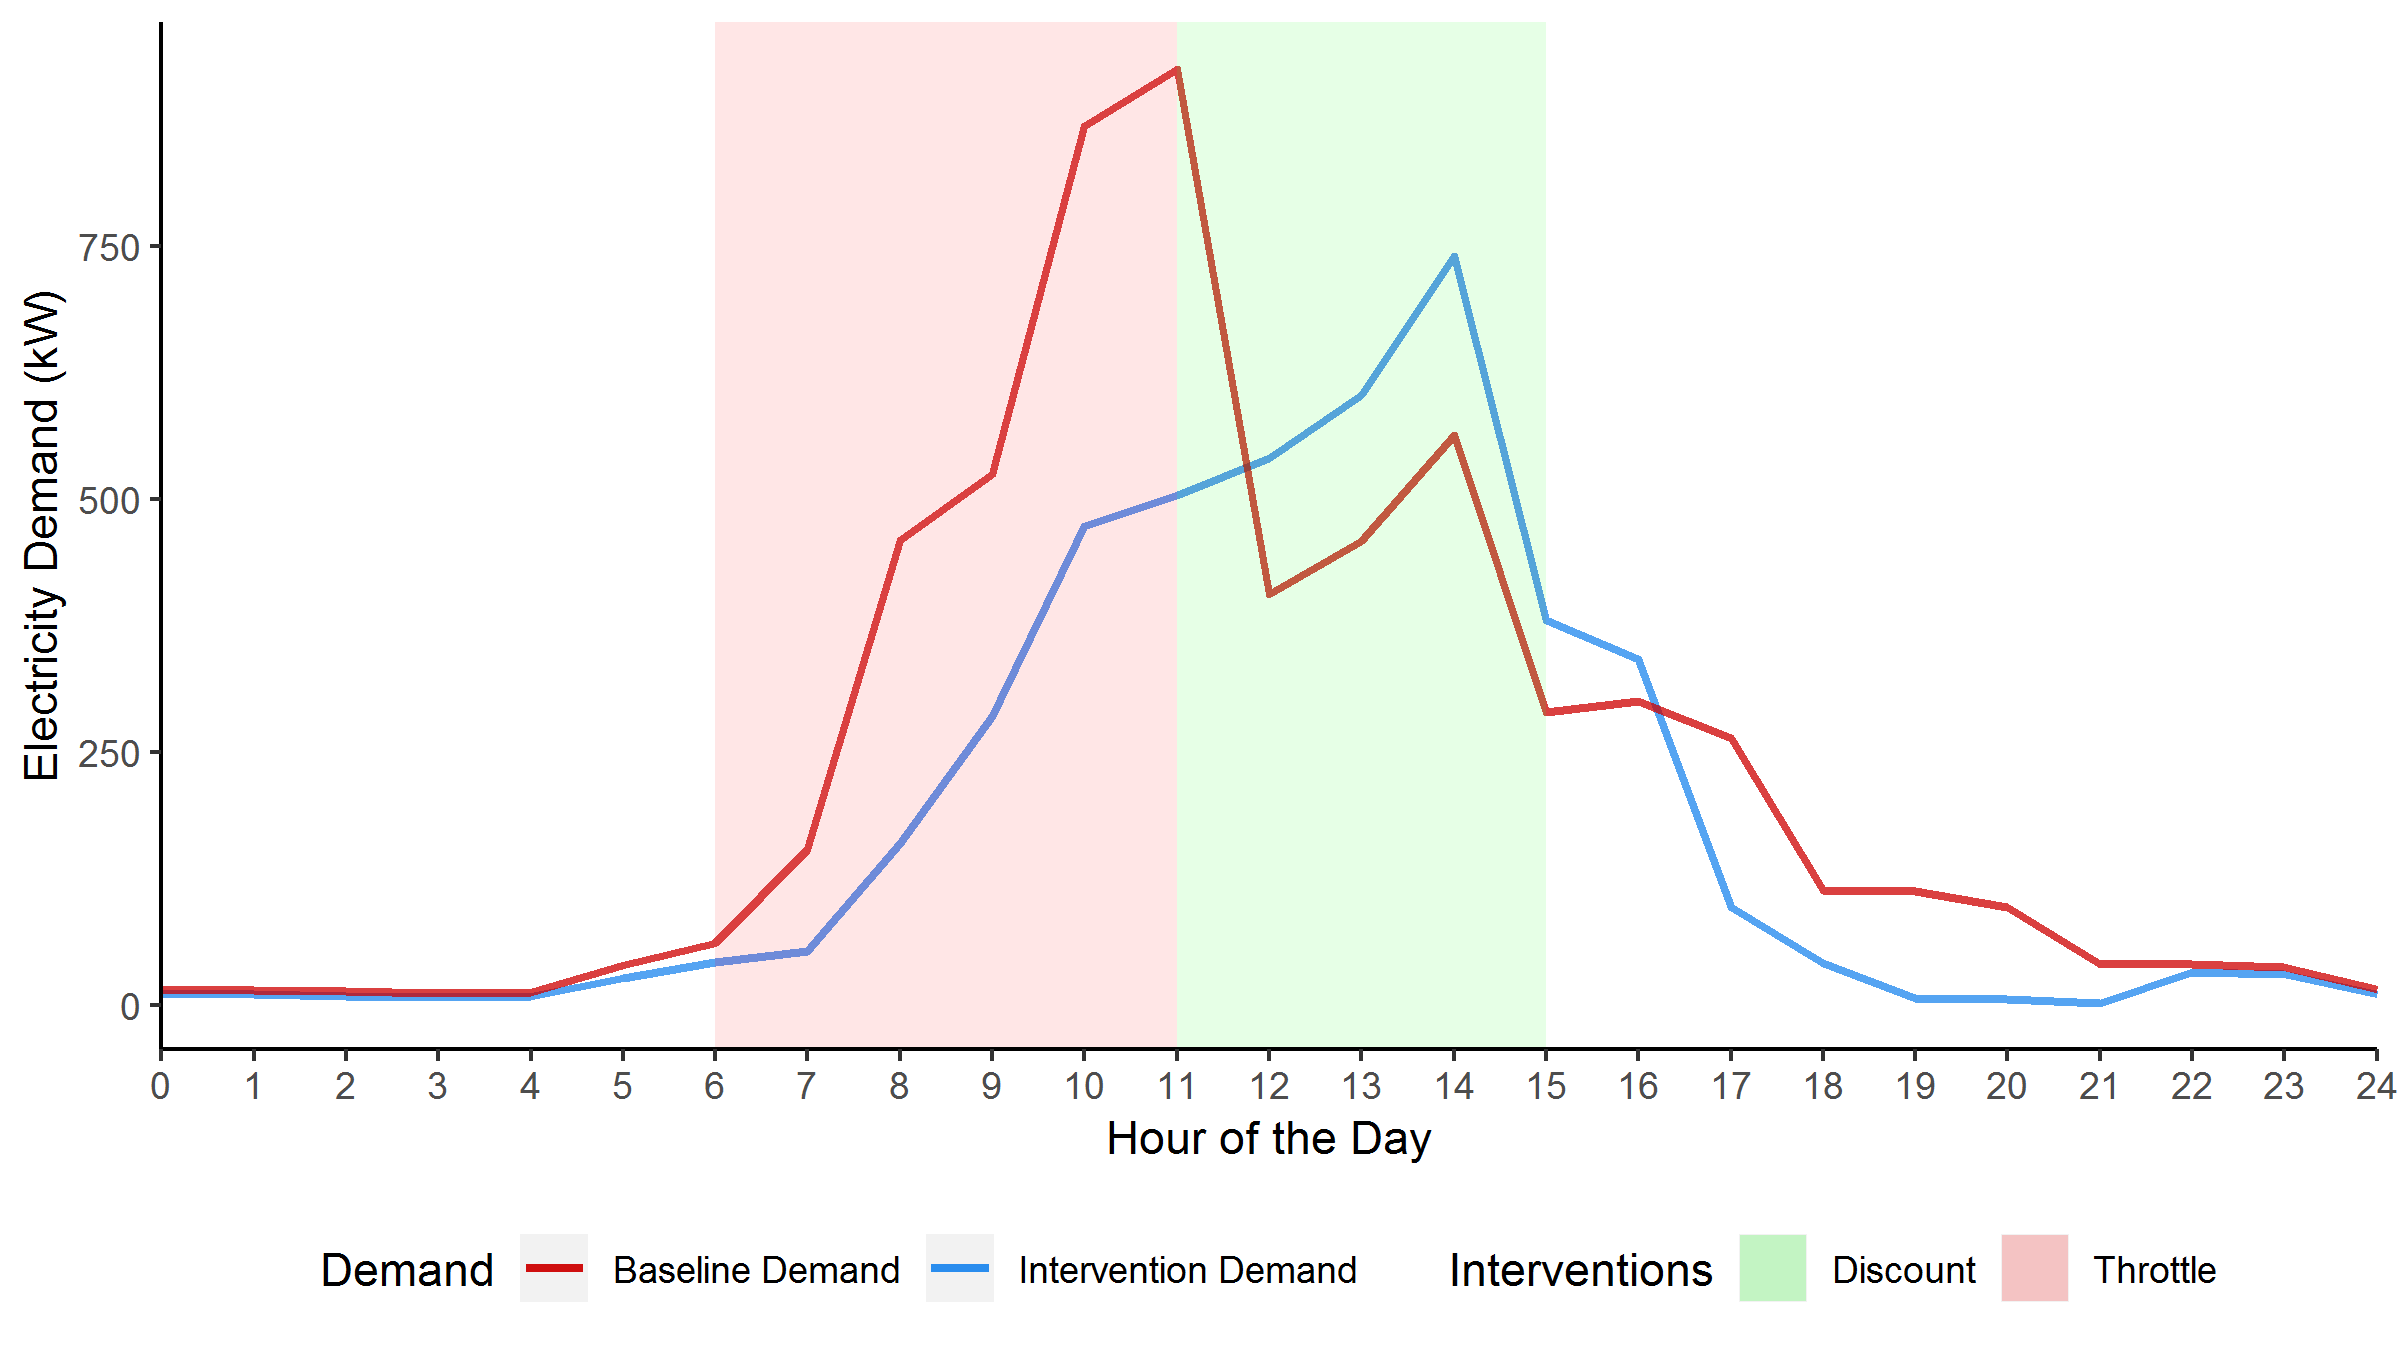 Electricity Demand (kW)
750
500
250
0
0 1 2 3 4 5 6 7 8 9 10 11 12 13 14 15 16 17 18 19 20 21 22 23 24
Hour of the Day
Demand Baseline Demand Intervention Demand Interventions Discount Throttle